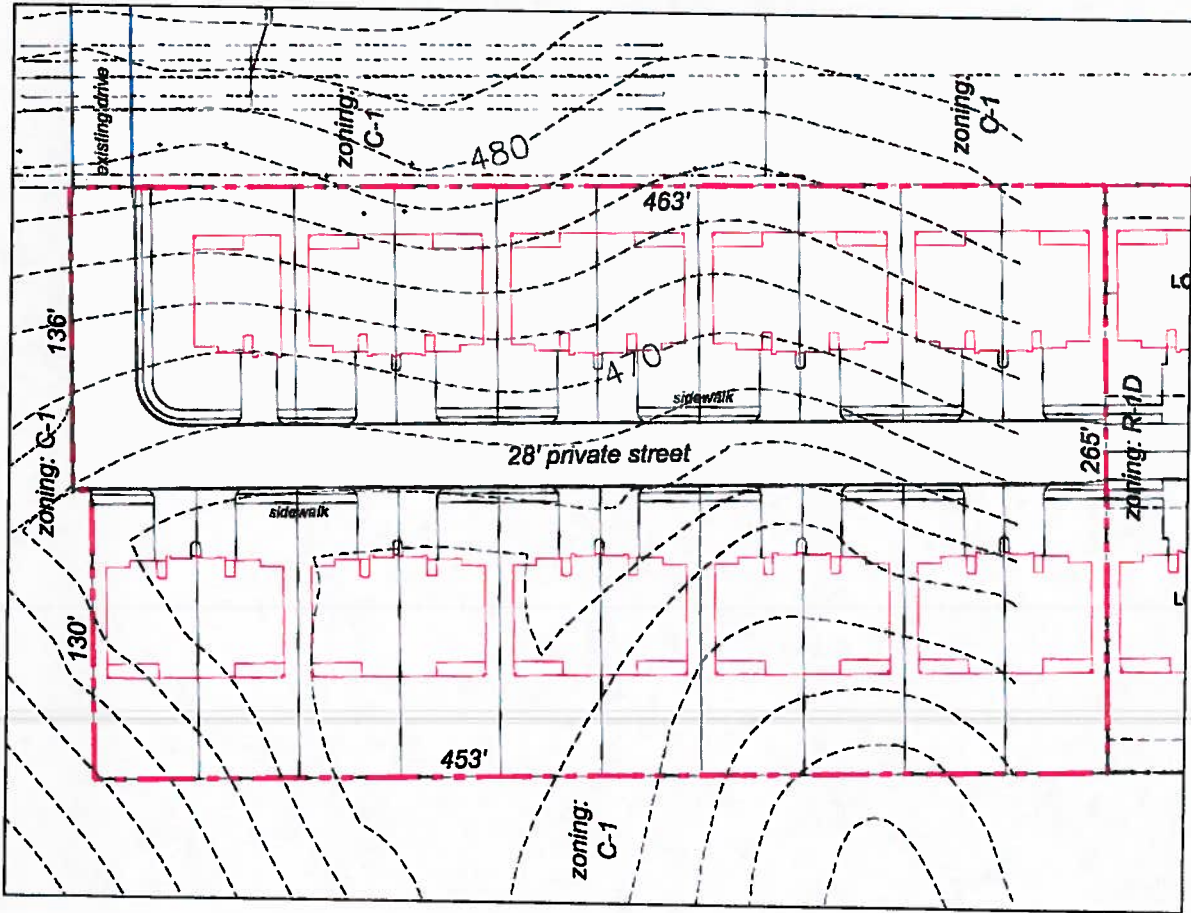 existing drive
zoning:
C-1
480
zoning:
C-1
463'
136'
470
sidewalk
zoning: C-1
28' private street
265'
zoning: R-1D
sidewalk
130'
453'
zoning:
C-1